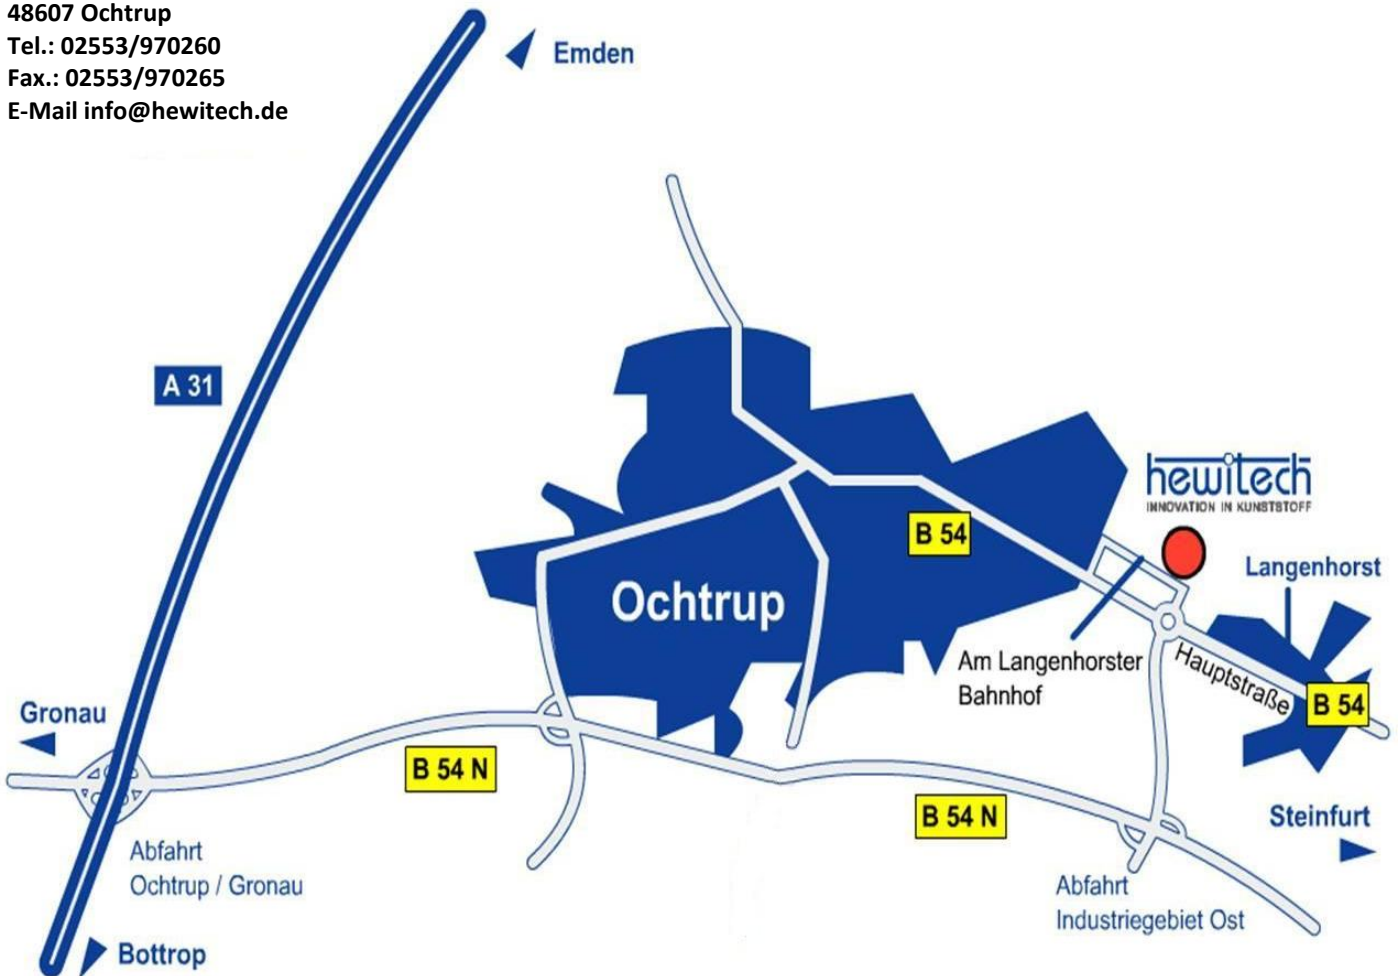 48607 Ochtrup
Tel.: 02553/970260
Fax.: 02553/970265
E-Mail info@hewitech.de
Emden
A 31
hewitech
INNOVATION IN KUNSTSTOFF
B 54
Langenhorst
Ochtrup
Am Langenhorster
Bahnhof
Hauptstraße
B 54
Gronau
B 54 N
B 54 N
Steinfurt
Abfahrt
Ochtrup / Gronau
Abfahrt
Industriegebiet Ost
Bottrop